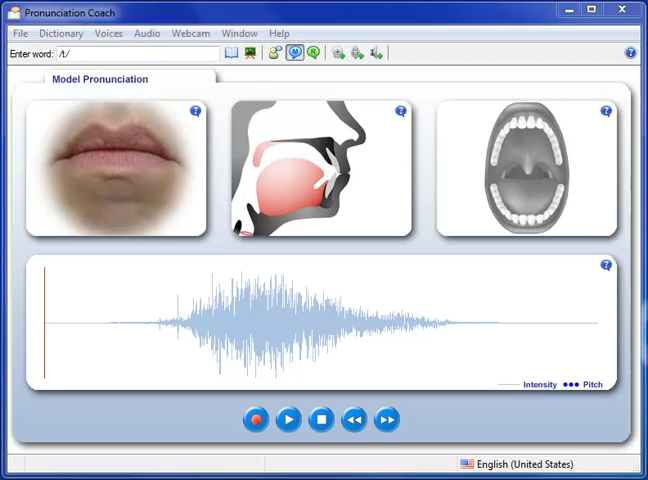 Pronunciation Coach
File Dictionary Voices Audio Webcam Window Help
Enter word: /t/
M R ?
Model Pronunciation
? ? ?
?
Intensity Pitch
English (United States)